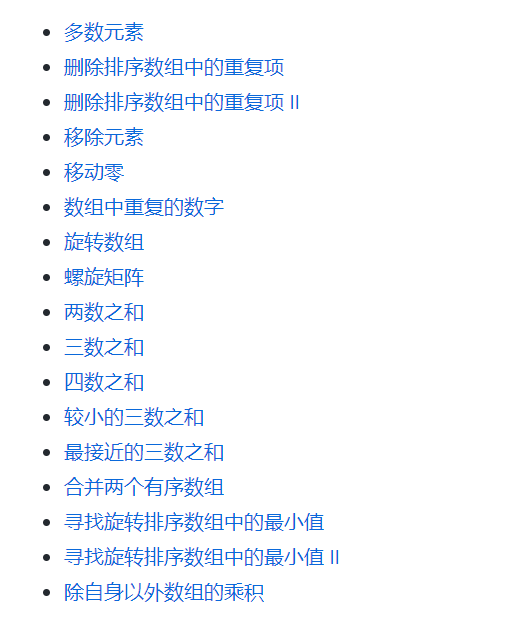 多数元素
删除排序数组中的重复项
删除排序数组中的重复项 II
移除元素
移动零
数组中重复的数字
旋转数组
螺旋矩阵
两数之和
三数之和
四数之和
较小的三数之和
最接近的三数之和
合并两个有序数组
寻找旋转排序数组中的最小值
寻找旋转排序数组中的最小值 II
除自身以外数组的乘积